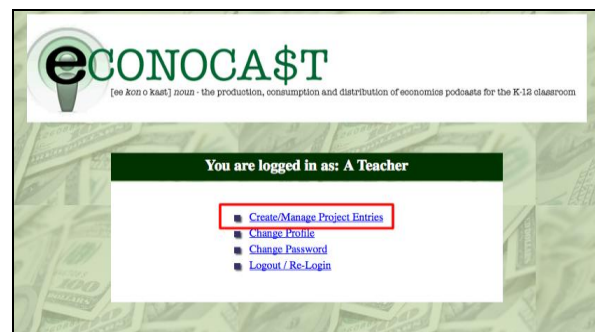 eCONOCA$T
[ee kon o kast] noun - the production, consumption and distribution of economics podcasts for the K-12 classroom
You are logged in as: A Teacher
Create/Manage Project Entries
Change Profile
Change Password
Logout / Re-Login